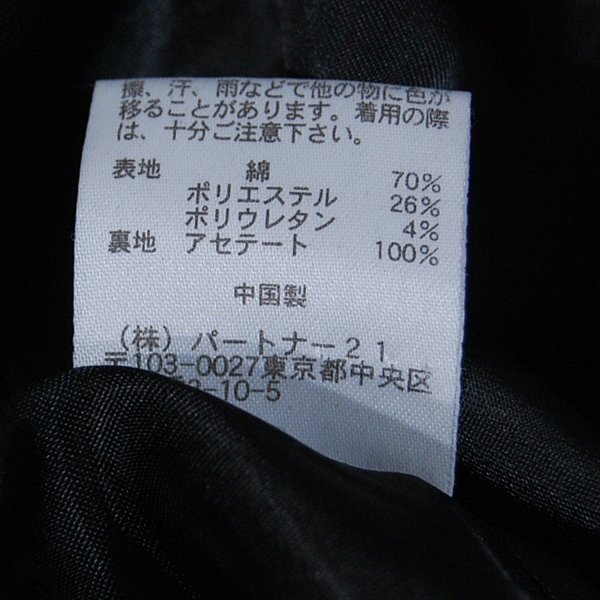 擦、汗、雨などで他の物に色が
移ることがあります。着用の際
は、十分ご注意下さい。
表地 綿 70%
ポリエステル 26%
ポリウレタン 4%
裏地 アセテート 100%
中国製
(株)パートナー21
〒103-0027東京都中央区
3-10-5